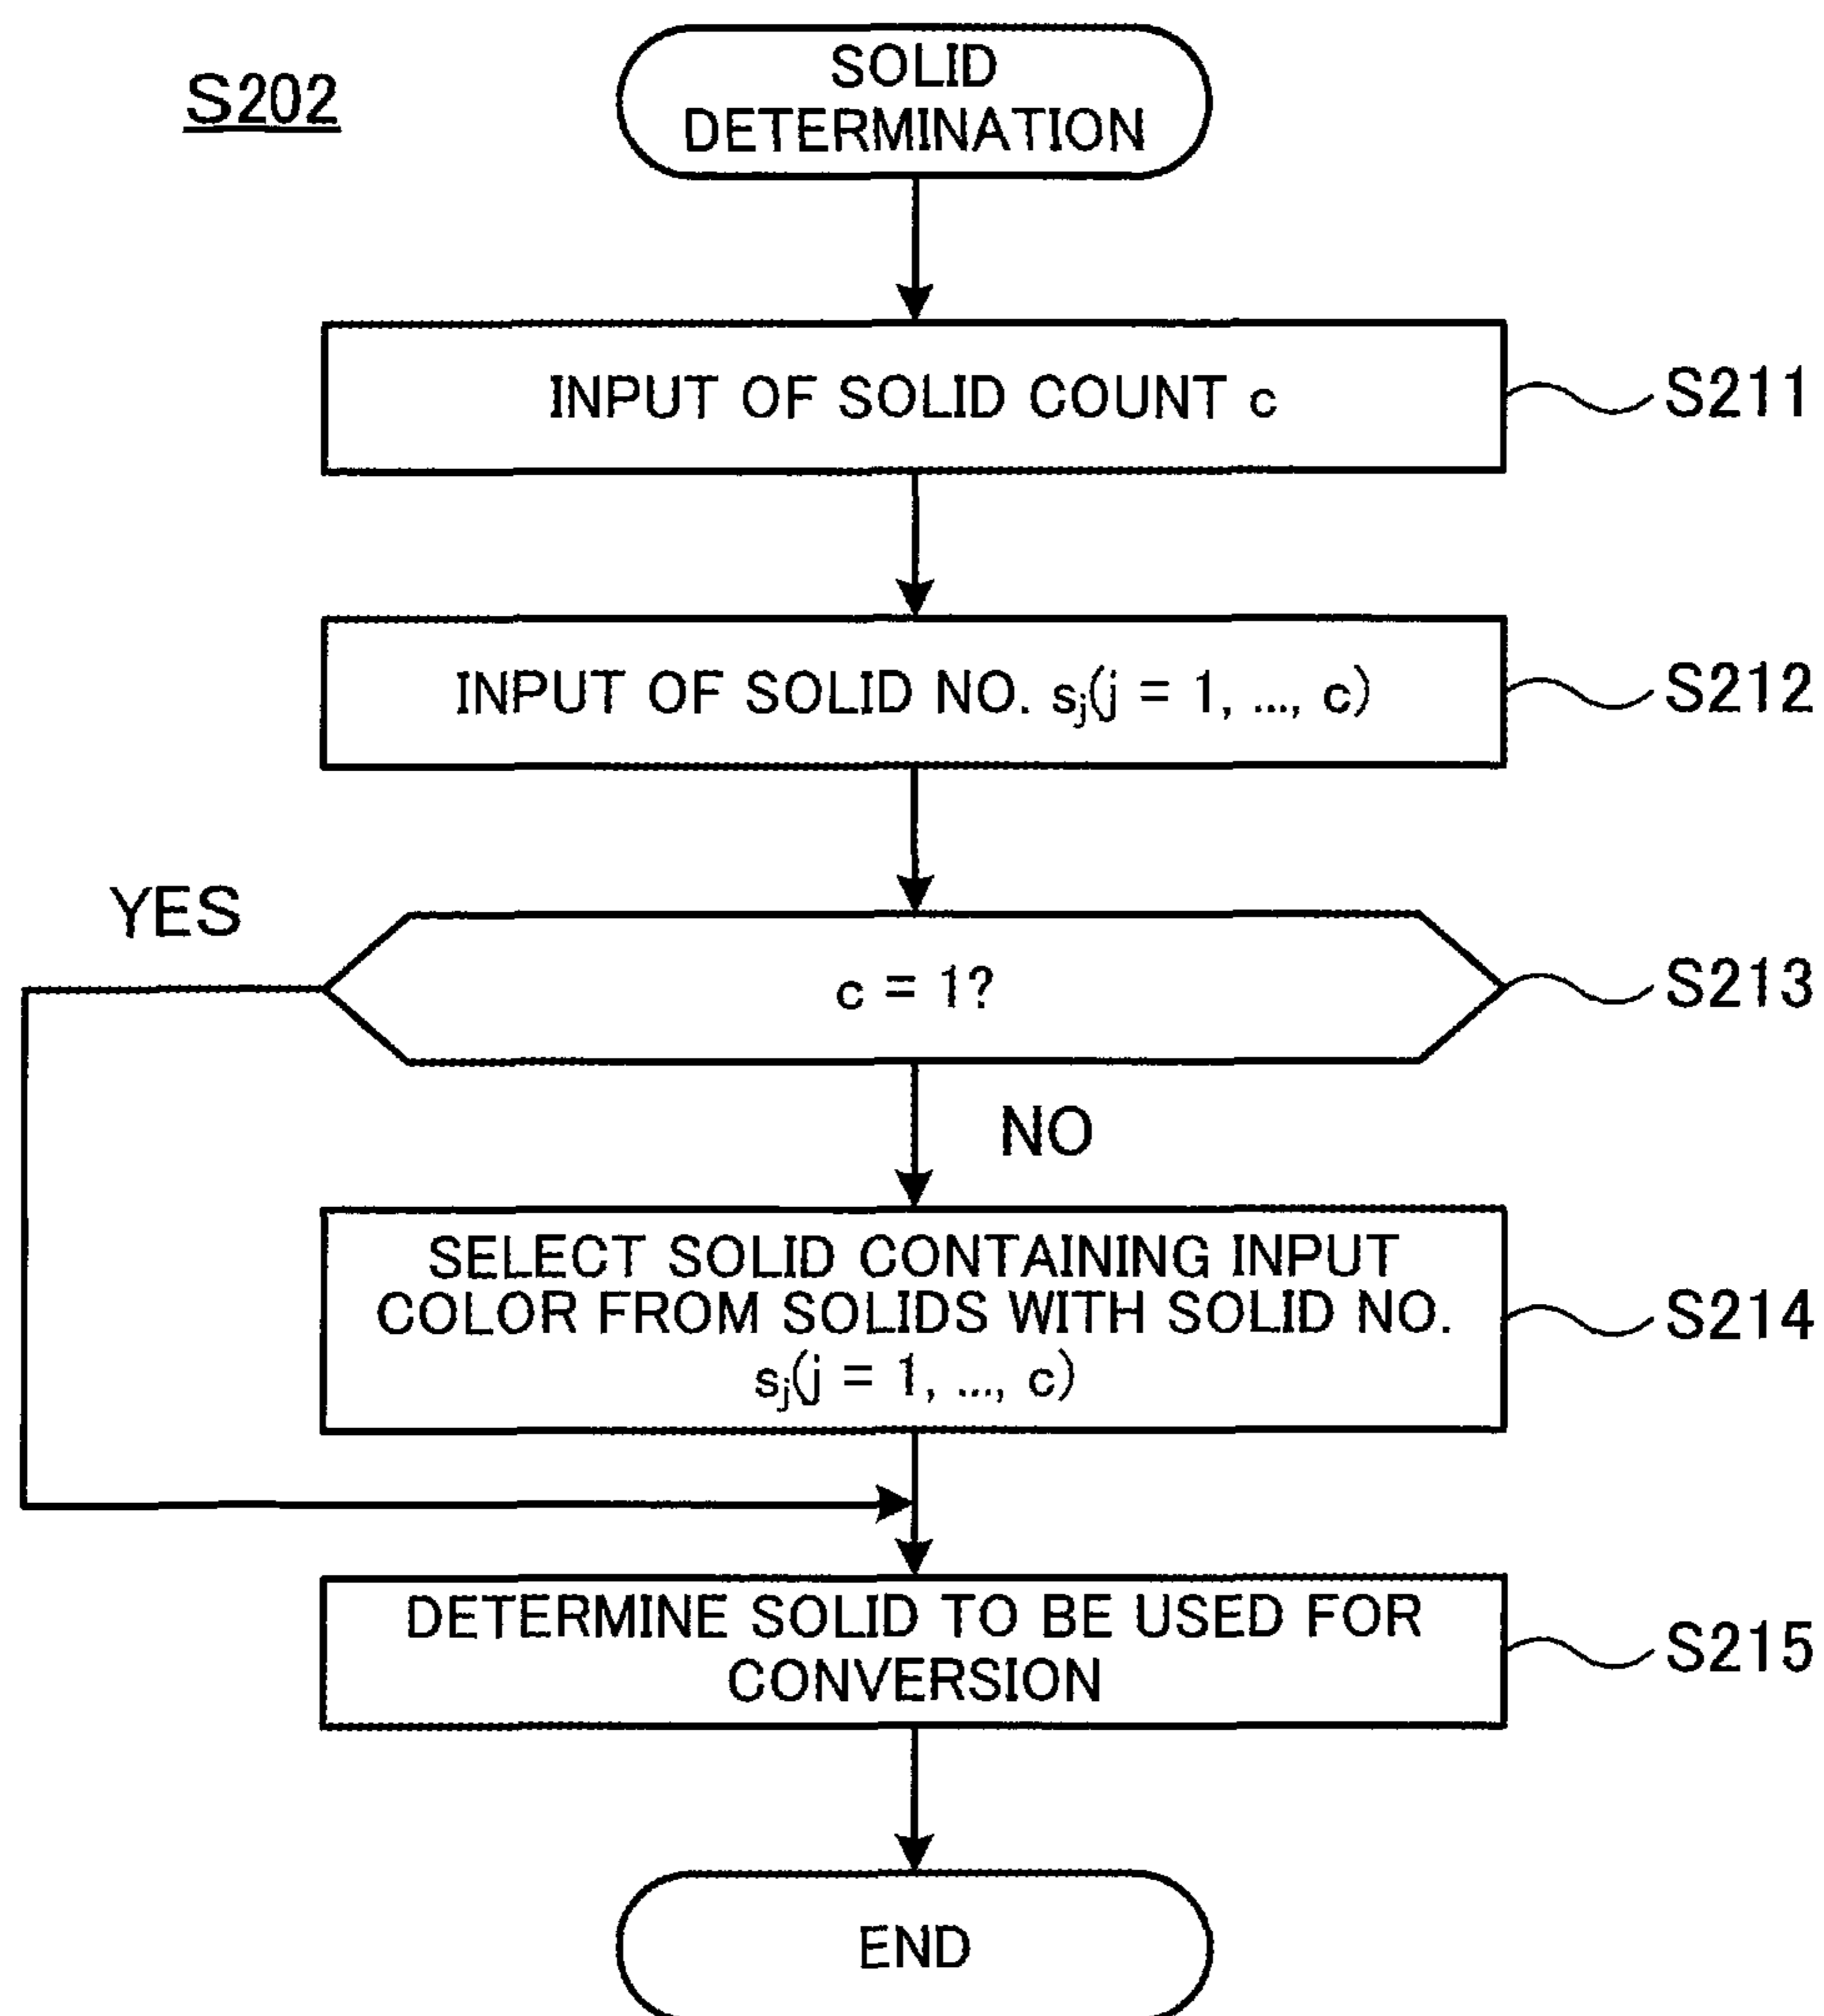 S202
SOLID
DETERMINATION
INPUT OF SOLID COUNT c
S211
INPUT OF SOLID NO. sj(j = 1, ..., c)
S212
YES
c = 1?
S213
NO
SELECT SOLID CONTAINING INPUT
COLOR FROM SOLIDS WITH SOLID NO.
sj(j = 1, ..., c)
S214
DETERMINE SOLID TO BE USED FOR
CONVERSION
S215
END